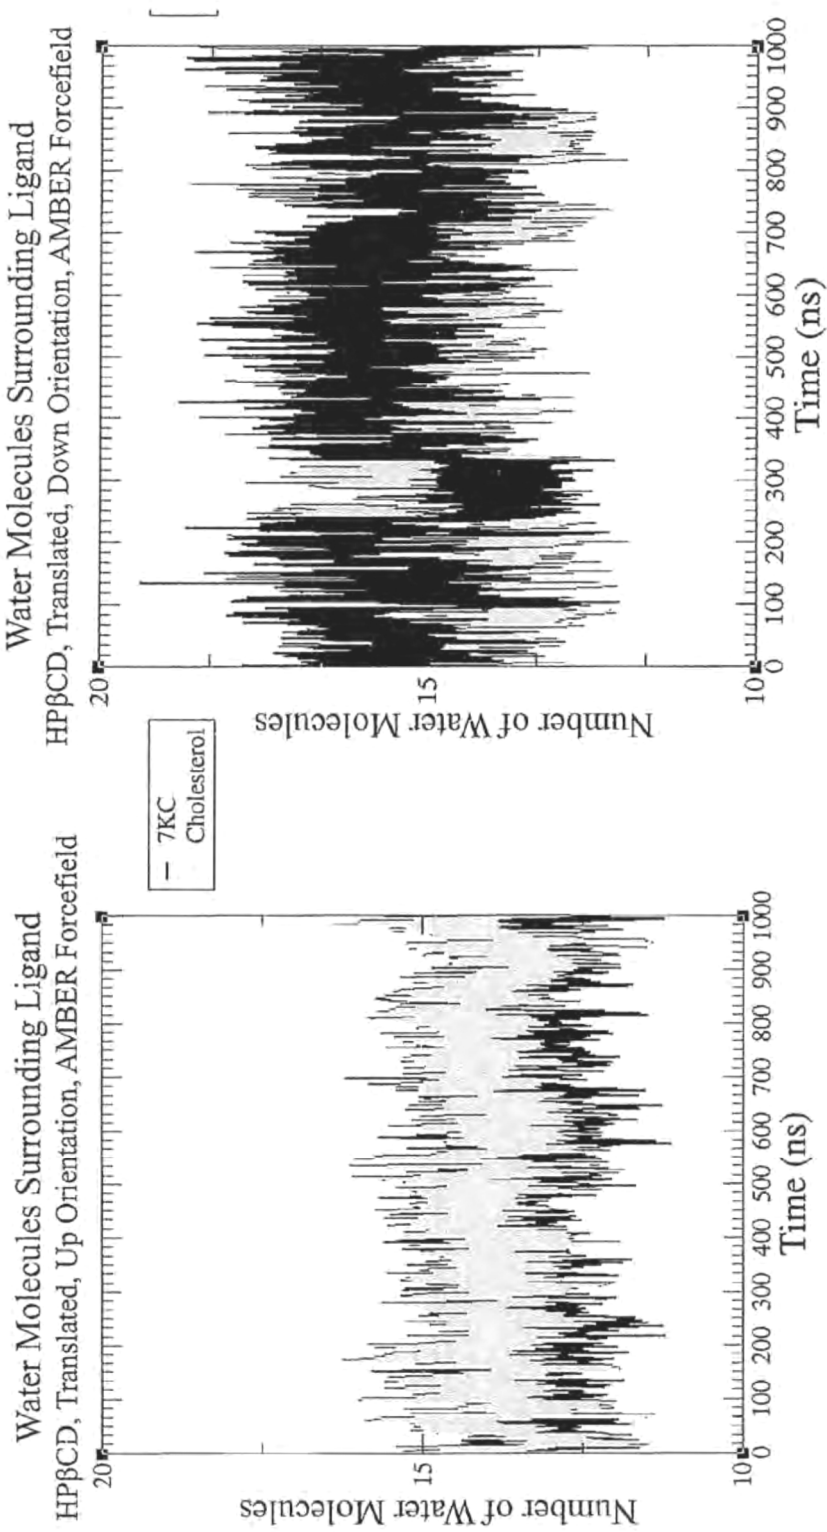 Water Molecules Surrounding Ligand
HPβCD, Translated, Up Orientation, AMBER Forcefield
20
15
10
Number of Water Molecules
0 100 200 300 400 500 600 700 800 900 1000
Time (ns)
7KC
Cholesterol
Water Molecules Surrounding Ligand
HPβCD, Translated, Down Orientation, AMBER Forcefield
20
15
10
Number of Water Molecules
0 100 200 300 400 500 600 700 800 900 1000
Time (ns)